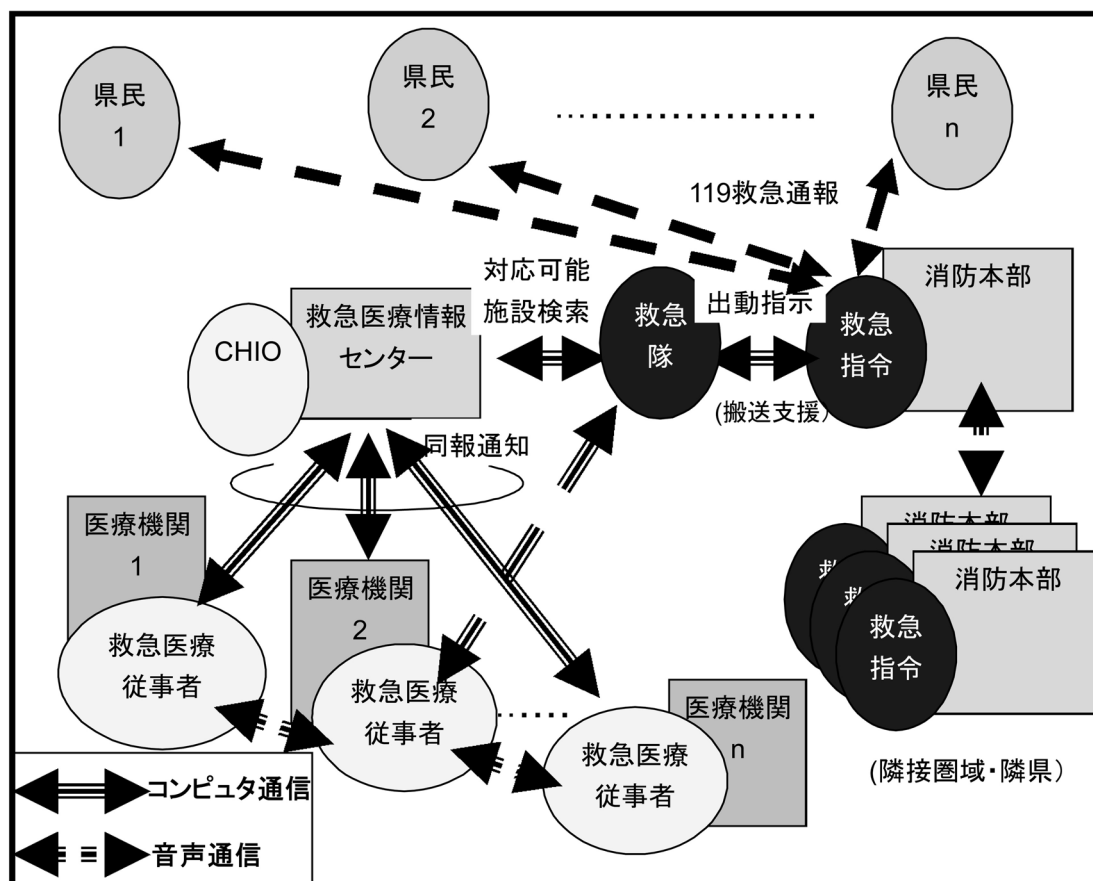 県民
1
県民
2
県民
n
119救急通報
消防本部
対応可能
施設検索
救急
隊
出動指示
救急
指令
CHIO
救急医療情報
センター
(搬送支援)
同報通知
医療機関
1
救急医療
従事者
医療機関
2
救急医療
従事者
医療機関
n
救急医療
従事者
消防本部
消防本部
消防本部
救
救
救急
指令
(隣接圏域・隣県)
コンピュタ通信
音声通信